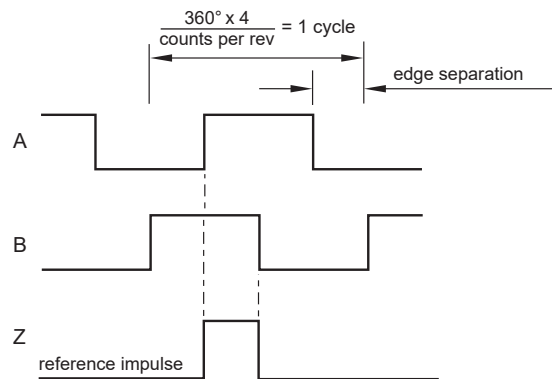 360° x 4
counts per rev
= 1 cycle
edge separation
A
B
Z
reference impulse